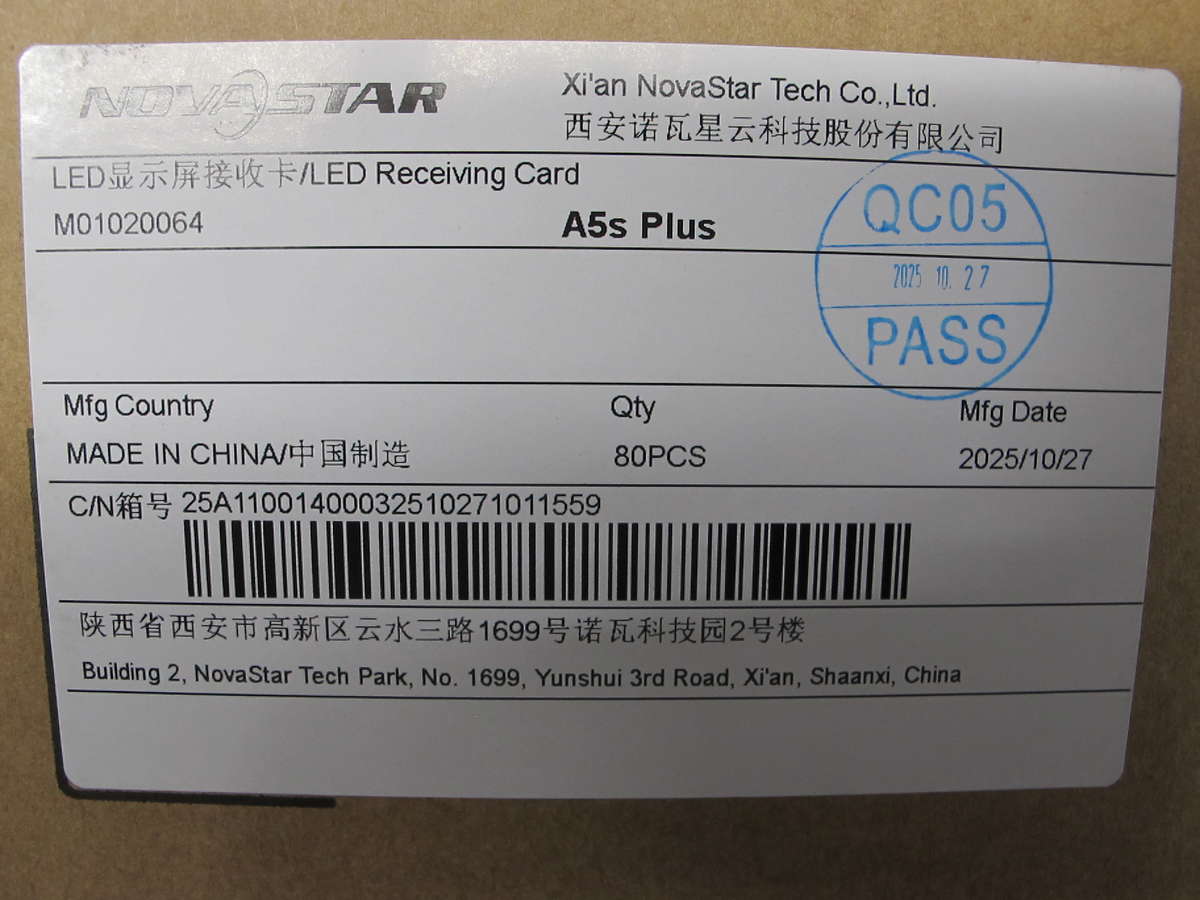 NOVASTAR
Xi'an NovaStar Tech Co.,Ltd.
西安诺瓦星云科技股份有限公司
LED显示屏接收卡/LED Receiving Card
M01020064
A5s Plus
QC05
2025 10. 27
PASS
Mfg Country
Qty
Mfg Date
MADE IN CHINA/中国制造
80PCS
2025/10/27
C/N箱号 25A11001400032510271011559
陕西省西安市高新区云水三路1699号诺瓦科技园2号楼
Building 2, NovaStar Tech Park, No. 1699, Yunshui 3rd Road, Xi'an, Shaanxi, China